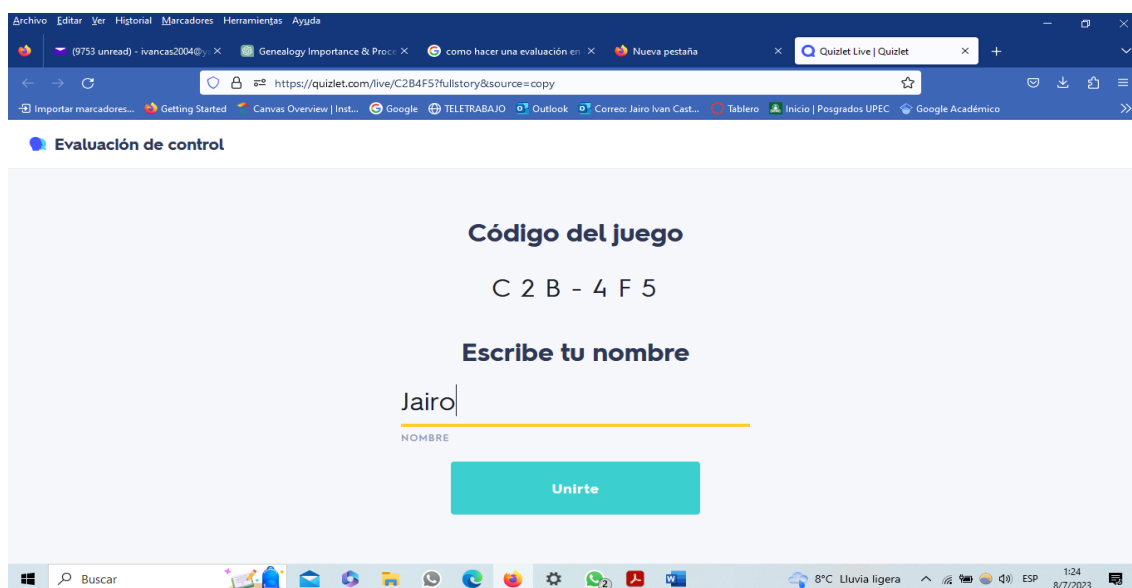 Archivo Editar Ver Historial Marcadores Herramientas Ayuda
(9753 unread) - ivancas2004@y
Genealogy Importance & Proce
como hacer una evaluación en
Nueva pestaña
Quizlet Live | Quizlet
https://quizlet.com/live/C2B4F5?fullstory&source=copy
Importar marcadores... Getting Started Canvas Overview | Inst... Google TELETRABAJO Outlook Correo: Jairo Ivan Cast... Tablero Inicio | Posgrados UPEC Google Académico
Evaluación de control
Código del juego
C2B-4F5
Escribe tu nombre
Jairo
NOMBRE
Unirte
Buscar
8°C Lluvia ligera
ESP
1:24
8/7/2023